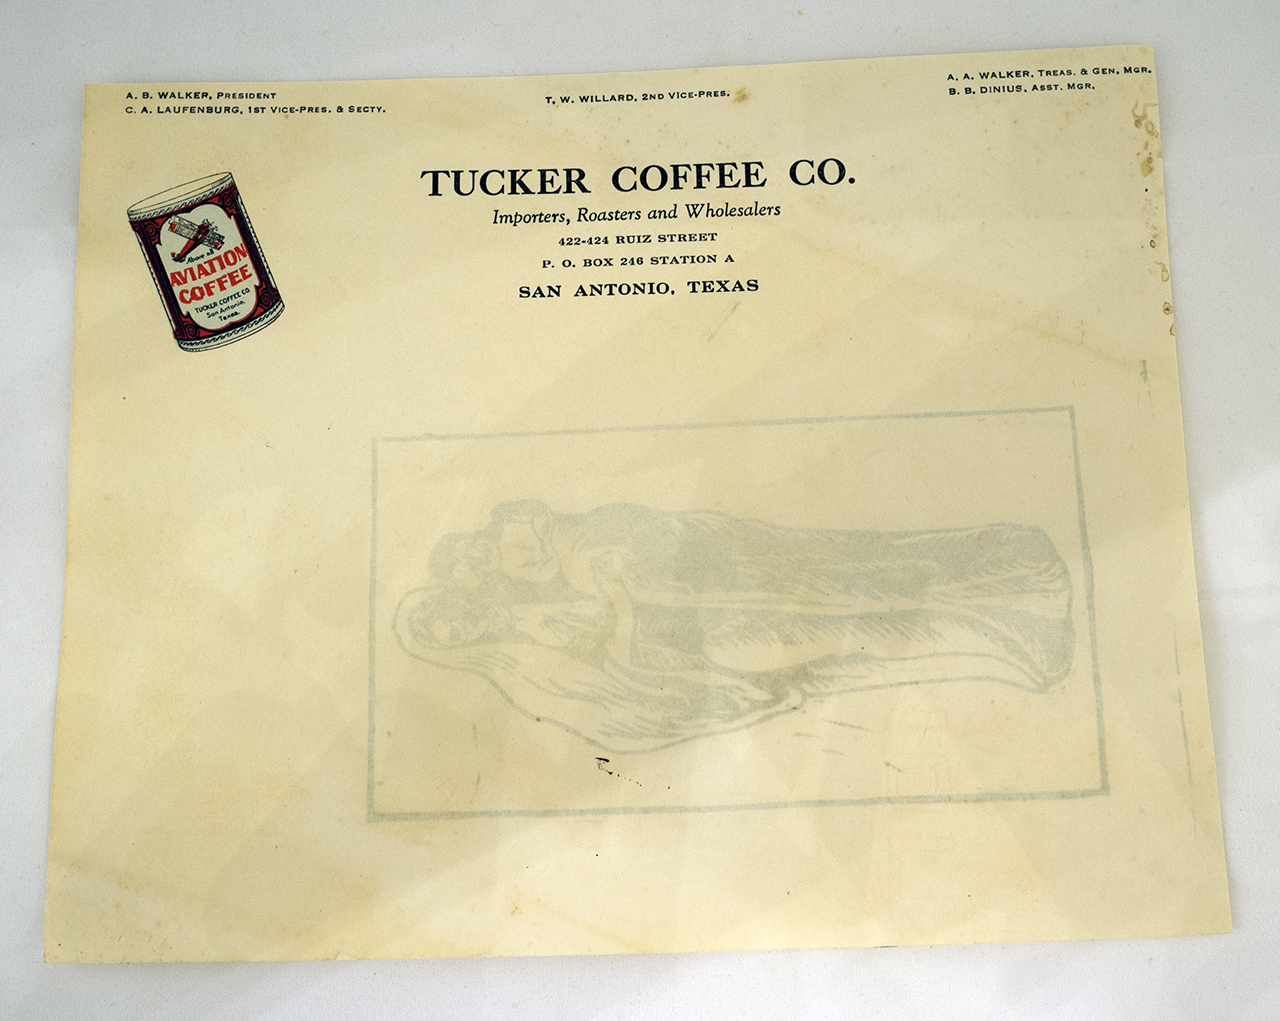 A. B. WALKER, PRESIDENT
C. A. LAUFENBURG, 1ST VICE-PRES. & SECTY.
T. W. WILLARD, 2ND VICE-PRES.
A. A. WALKER, TREAS. & GEN. MGR.
B. B. DINIUS, ASST. MGR.
TUCKER COFFEE CO.
Importers, Roasters and Wholesalers
422-424 RUIZ STREET
P. O. BOX 246 STATION A
SAN ANTONIO, TEXAS
Above all
AVIATION
COFFEE
TUCKER COFFEE CO.
San Antonio,
Texas.